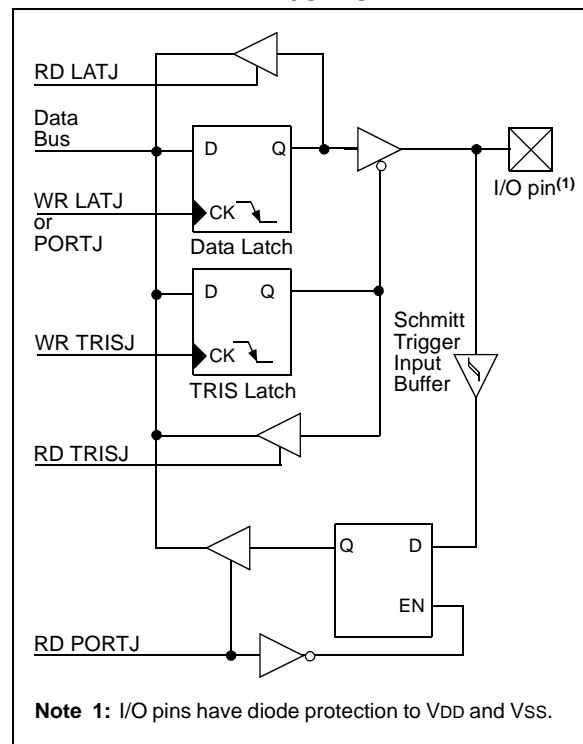 RD LATJ
Data
Bus
D Q
I/O pin(1)
WR LATJ
or
PORTJ
CK
Data Latch
D Q
WR TRISJ
CK
TRIS Latch
Schmitt
Trigger
Input
Buffer
RD TRISJ
Q D
EN
RD PORTJ
Note 1: I/O pins have diode protection to VDD and VSS.